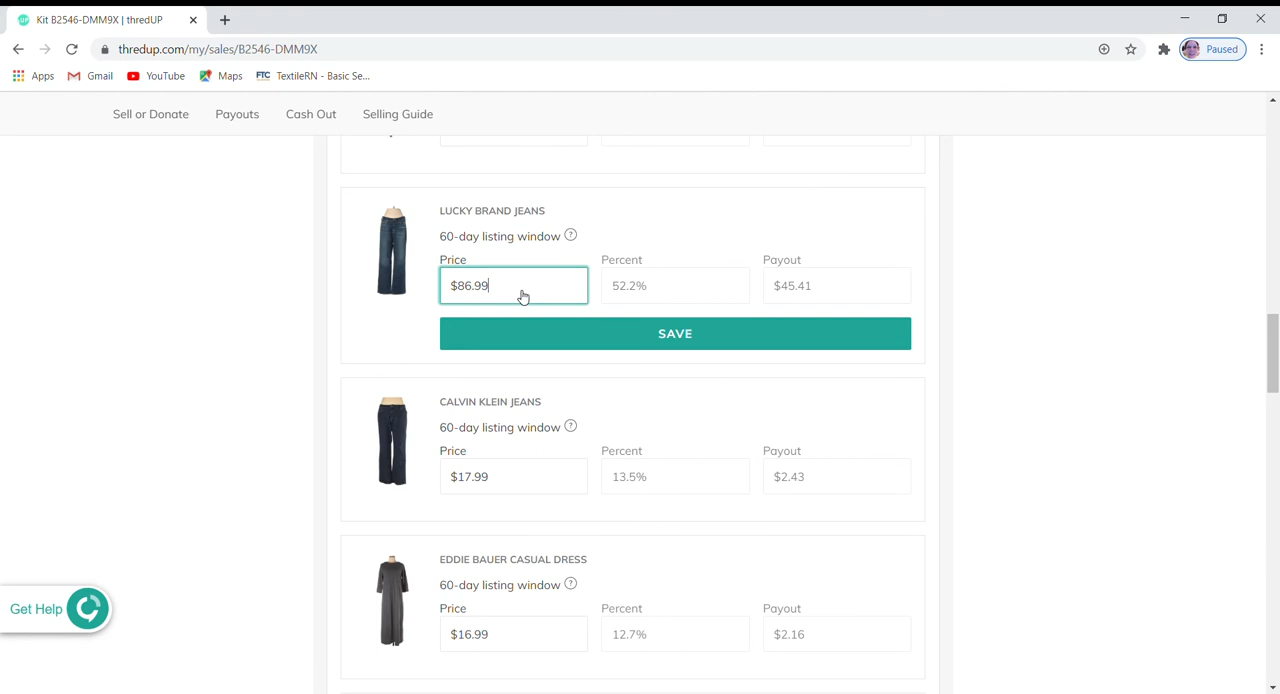 Kit B2546-DMM9X | thredUP
thredup.com/my/sales/B2546-DMM9X
Paused
Apps Gmail YouTube Maps FTC TextileRN - Basic Se...
Sell or Donate Payouts Cash Out Selling Guide
LUCKY BRAND JEANS
60-day listing window ?
Price Percent Payout
$86.99 52.2% $45.41
SAVE
CALVIN KLEIN JEANS
60-day listing window ?
Price Percent Payout
$17.99 13.5% $2.43
EDDIE BAUER CASUAL DRESS
60-day listing window ?
Price Percent Payout
$16.99 12.7% $2.16
Get Help